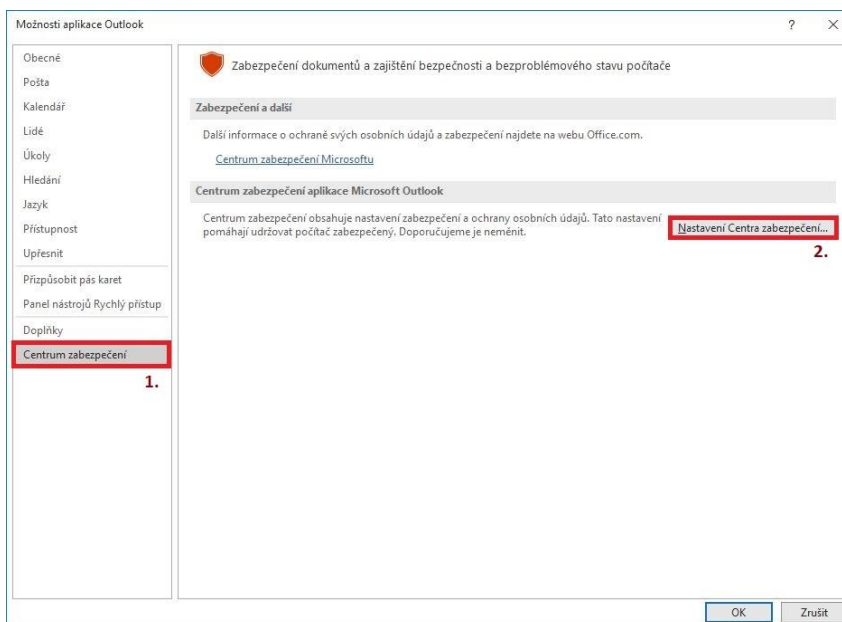 Možnosti aplikace Outlook
?
Obecné
Pošta
Kalendář
Lidé
Úkoly
Hledání
Jazyk
Přístupnost
Upřesnit
Přizpůsobit pás karet
Panel nástrojů Rychlý přístup
Doplňky
Centrum zabezpečení
1.
Zabezpečení dokumentů a zajištění bezpečnosti a bezproblémového stavu počítače
Zabezpečení a další
Další informace o ochraně svých osobních údajů a zabezpečení najdete na webu Office.com.
Centrum zabezpečení Microsoftu
Centrum zabezpečení aplikace Microsoft Outlook
Centrum zabezpečení obsahuje nastavení zabezpečení a ochrany osobních údajů. Tato nastavení
pomáhají udržovat počítač zabezpečený. Doporučujeme je neměnit.
Nastavení Centra zabezpečení...
2.
OK
Zrušit